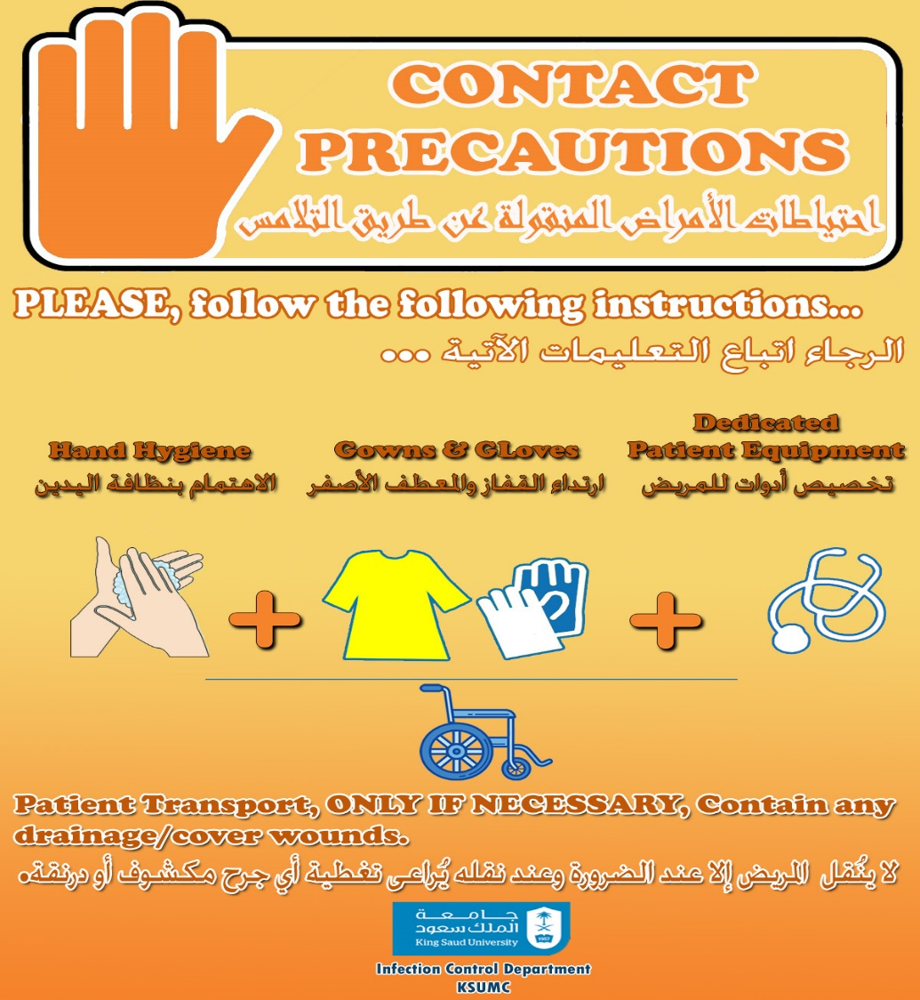 CONTACT
PRECAUTIONS
احتياطات الأمراض المنقولة عن طريق التلامس
PLEASE, follow the following instructions...
الرجاء اتباع التعليمات الآتية ...
Hand Hygiene
الاهتمام بنظافة اليدين
Gowns & GLoves
ارتداء القفاز والمعطف الأصفر
Dedicated
Patient Equipment
تخصيص أدوات للمريض
Patient Transport, ONLY IF NECESSARY, Contain any
drainage/cover wounds.
لا يُنقل المريض إلا عند الضرورة وعند نقله يُراعى تغطية أي جرح مكشوف أو درنقة.
جامعة
الملك سعود
King Saud University
1957
Infection Control Department
KSUMC